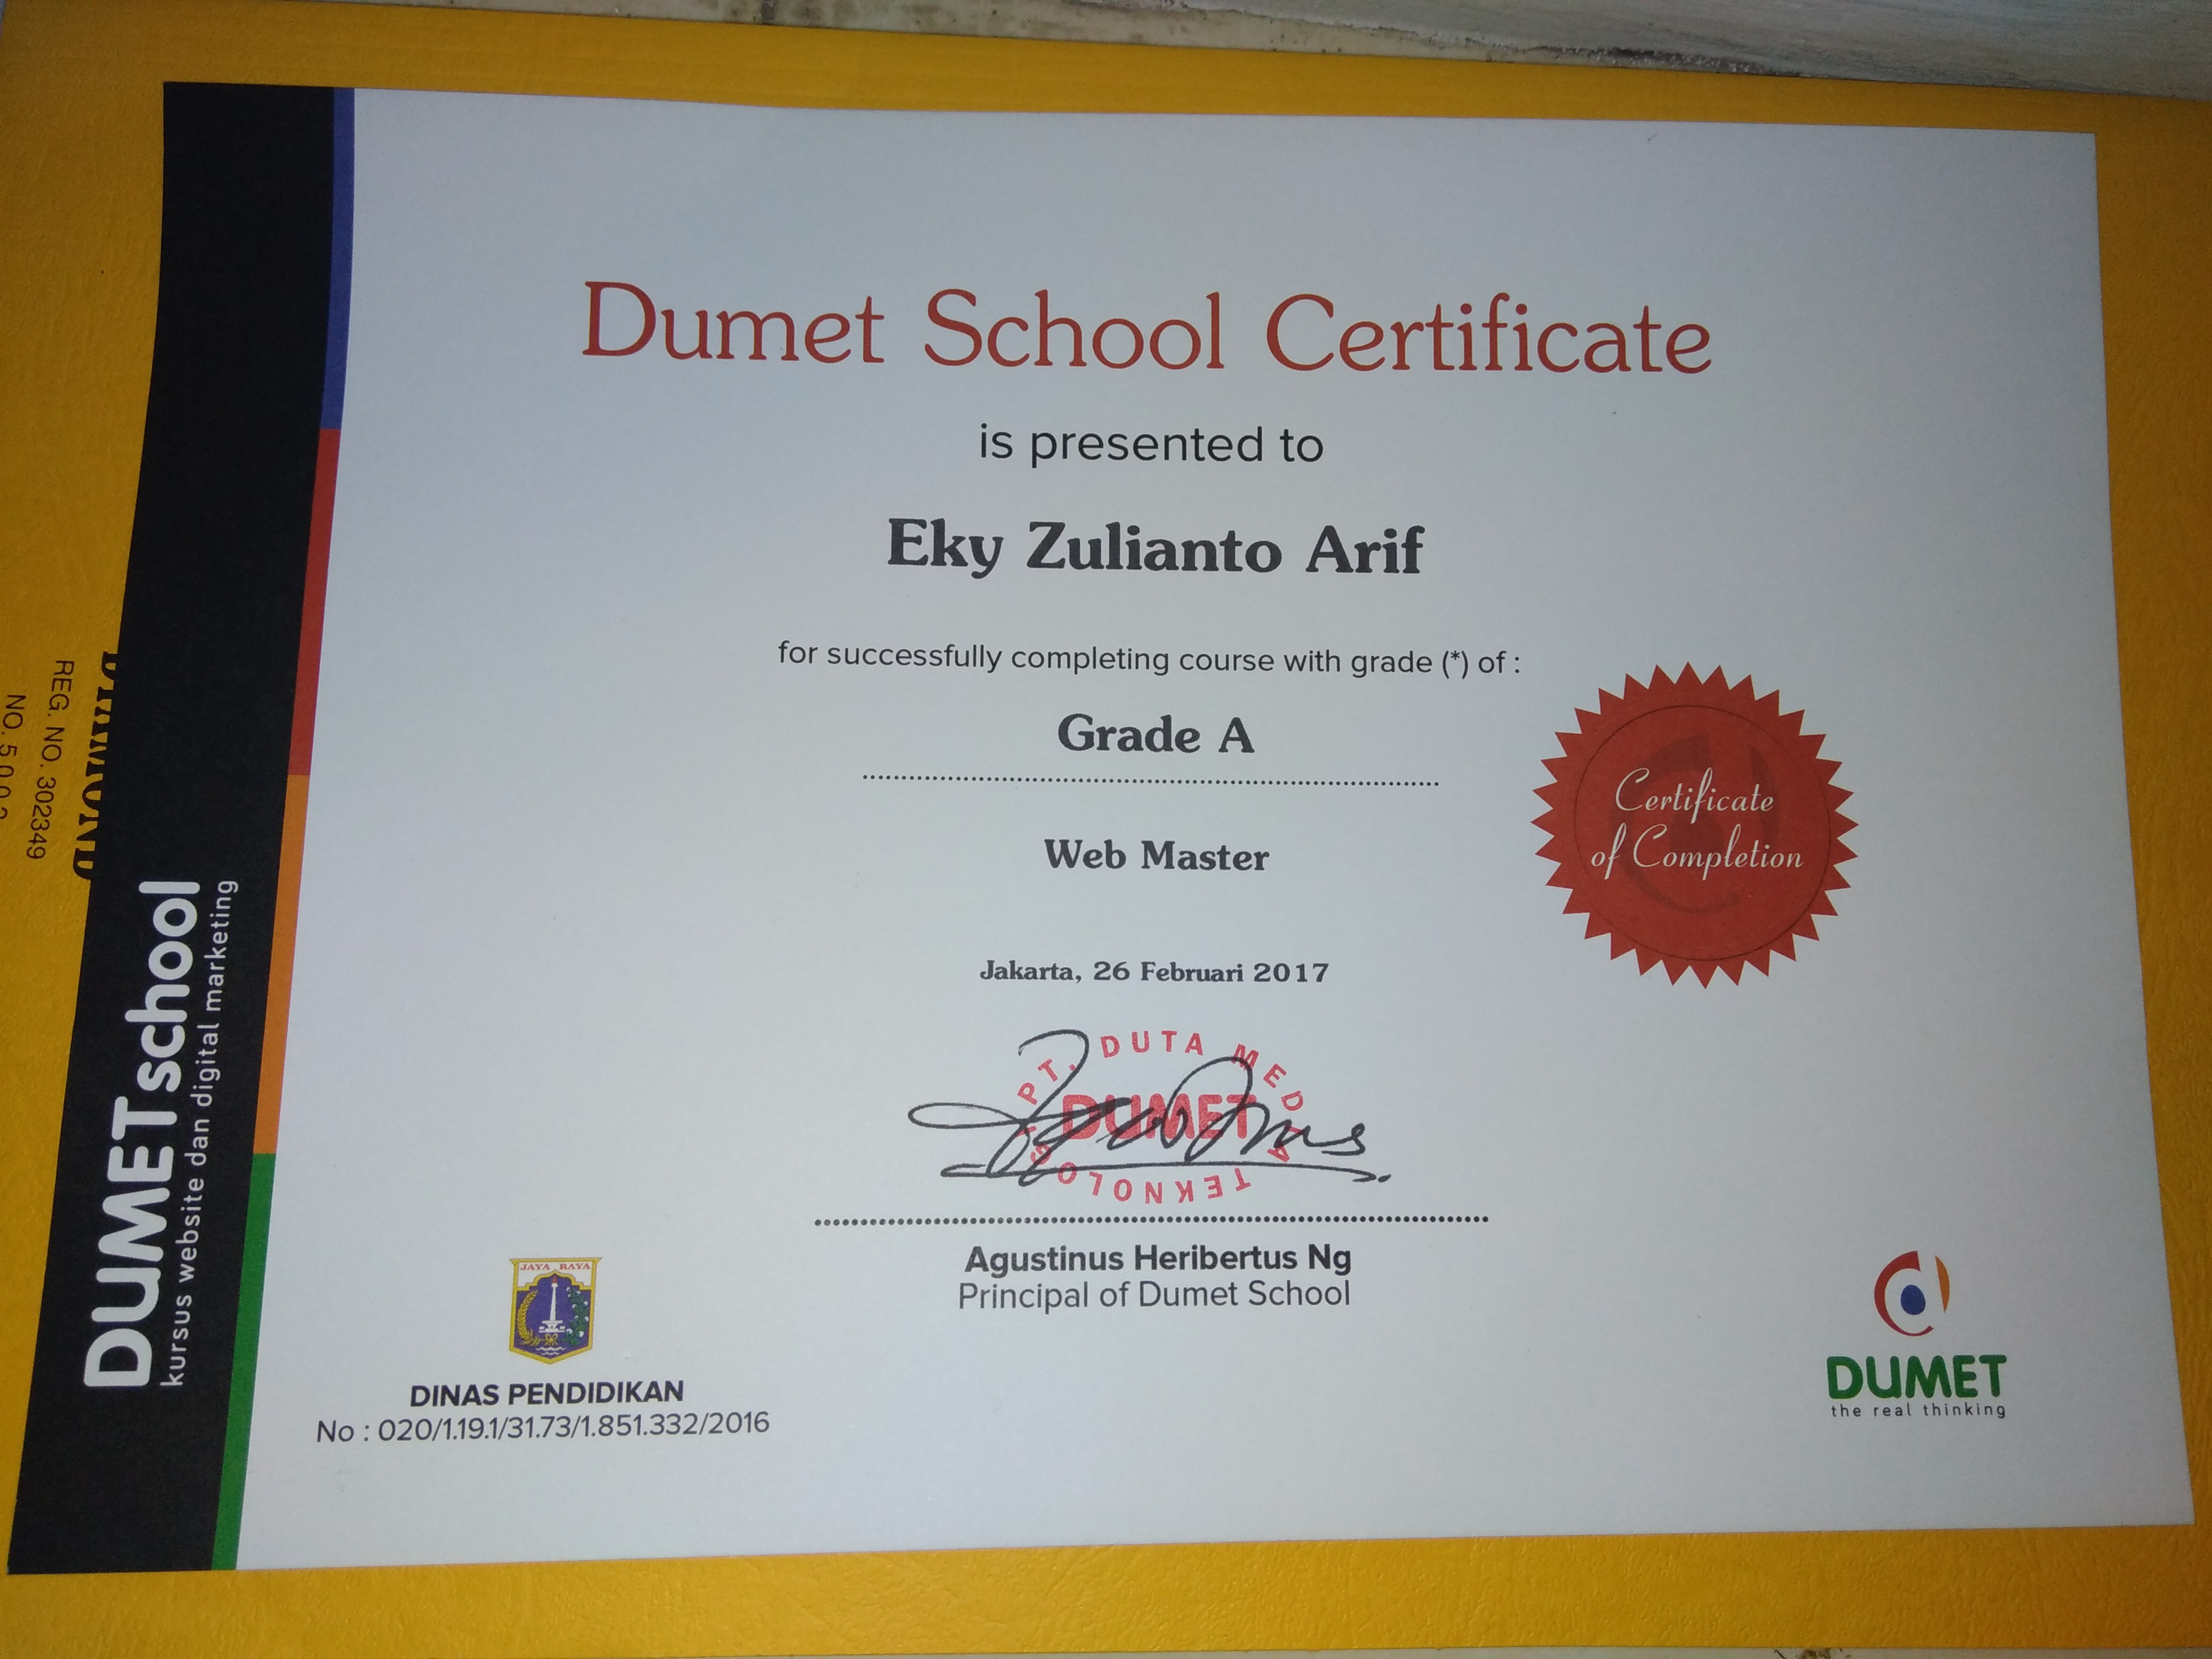 Dumet School Certificate
is presented to
Eky Zulianto Arif
for successfully completing course with grade (*) of :
Grade A
Web Master
Certificate
of Completion
Jakarta, 26 Februari 2017
PT. DUTA MEDIA TEKNOLOGI
DUMET
Agustinus Heribertus Ng
Principal of Dumet School
JAYA RAYA
DINAS PENDIDIKAN
No : 020/1.19.1/31.73/1.851.332/2016
DUMET
the real thinking
DUMETschool
kursus website dan digital marketing
REG. NO. 302349